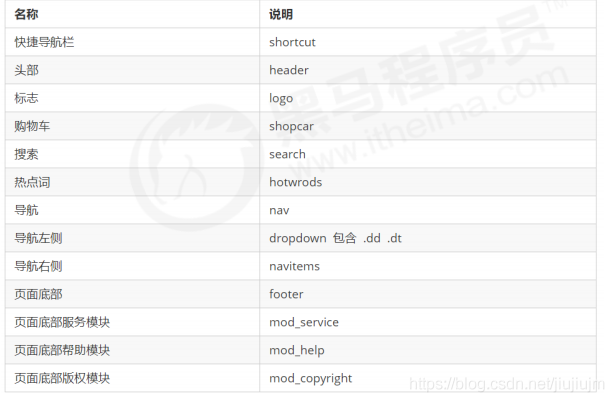 名称 说明
快捷导航栏 shortcut
头部 header
标志 logo
购物车 shopcar
搜索 search
热点词 hotwrods
导航 nav
导航左侧 dropdown 包含 .dd .dt
导航右侧 navitems
页面底部 footer
页面底部服务模块 mod_service
页面底部帮助模块 mod_help
页面底部版权模块 mod_copyright
黑马程序员™
www.itheima.com
https://blog.csdn.net/jiujiujm